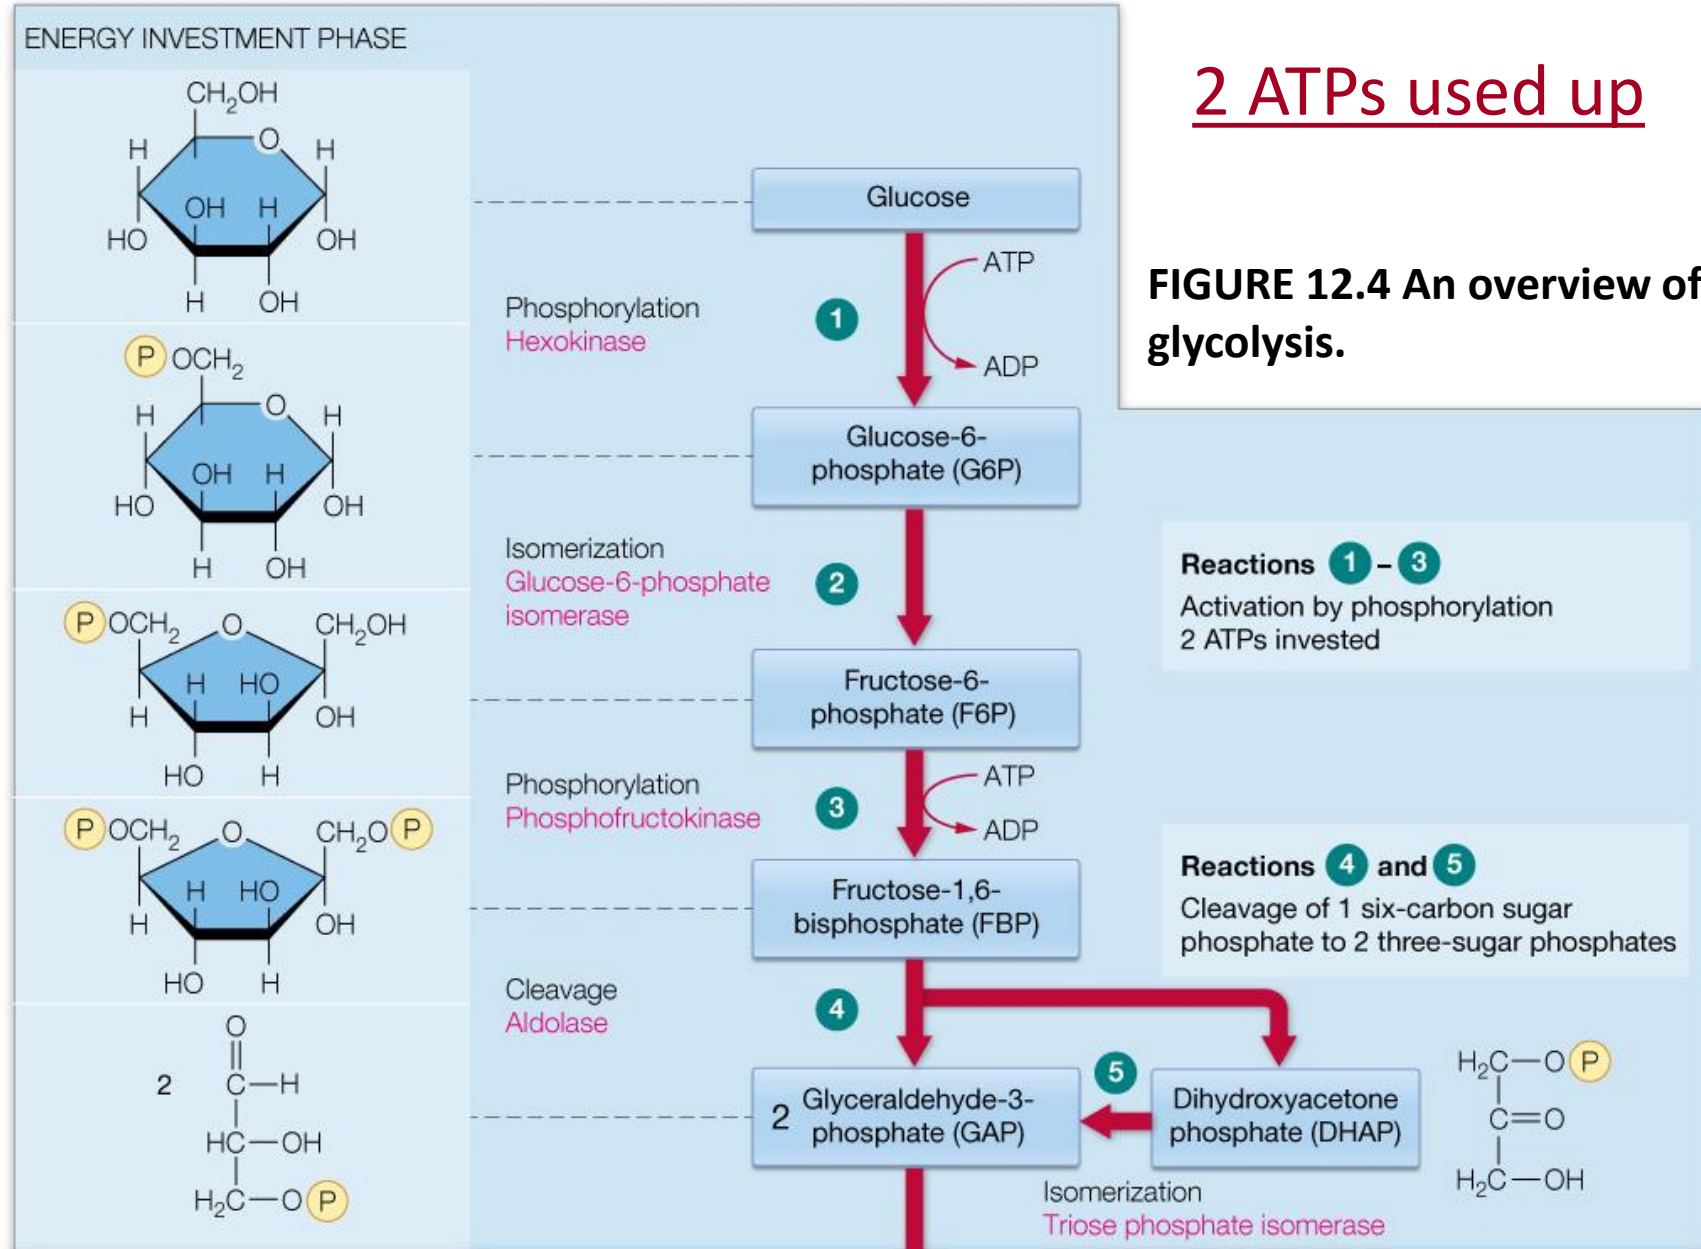 ENERGY INVESTMENT PHASE
2 ATPs used up
FIGURE 12.4 An overview of
glycolysis.
CH2OH
O
H
H
OH
H
HO
OH
H
OH
Glucose
ATP
ADP
Phosphorylation
Hexokinase
1
P OCH2
O
H
H
OH
H
HO
OH
H
OH
Glucose-6-
phosphate (G6P)
Isomerization
Glucose-6-phosphate
isomerase
2
Reactions 1 – 3
Activation by phosphorylation
2 ATPs invested
P OCH2
O
CH2OH
H
HO
H
OH
HO
H
Fructose-6-
phosphate (F6P)
Phosphorylation
Phosphofructokinase
3
ATP
ADP
P OCH2
O
CH2O P
H
HO
H
OH
HO
H
Fructose-1,6-
bisphosphate (FBP)
Reactions 4 and 5
Cleavage of 1 six-carbon sugar
phosphate to 2 three-sugar phosphates
Cleavage
Aldolase
4
2
O
C—H
HC—OH
H2C—O P
2 Glyceraldehyde-3-
phosphate (GAP)
5
Dihydroxyacetone
phosphate (DHAP)
H2C—O P
C=O
H2C—OH
Isomerization
Triose phosphate isomerase